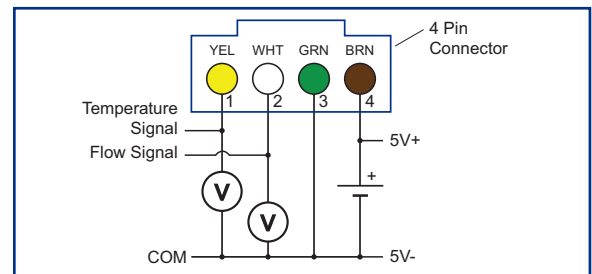 4 Pin
Connector
YEL WHT GRN BRN
1 2 3 4
Temperature
Signal
5V+
Flow Signal
+
V
V
COM
5V-